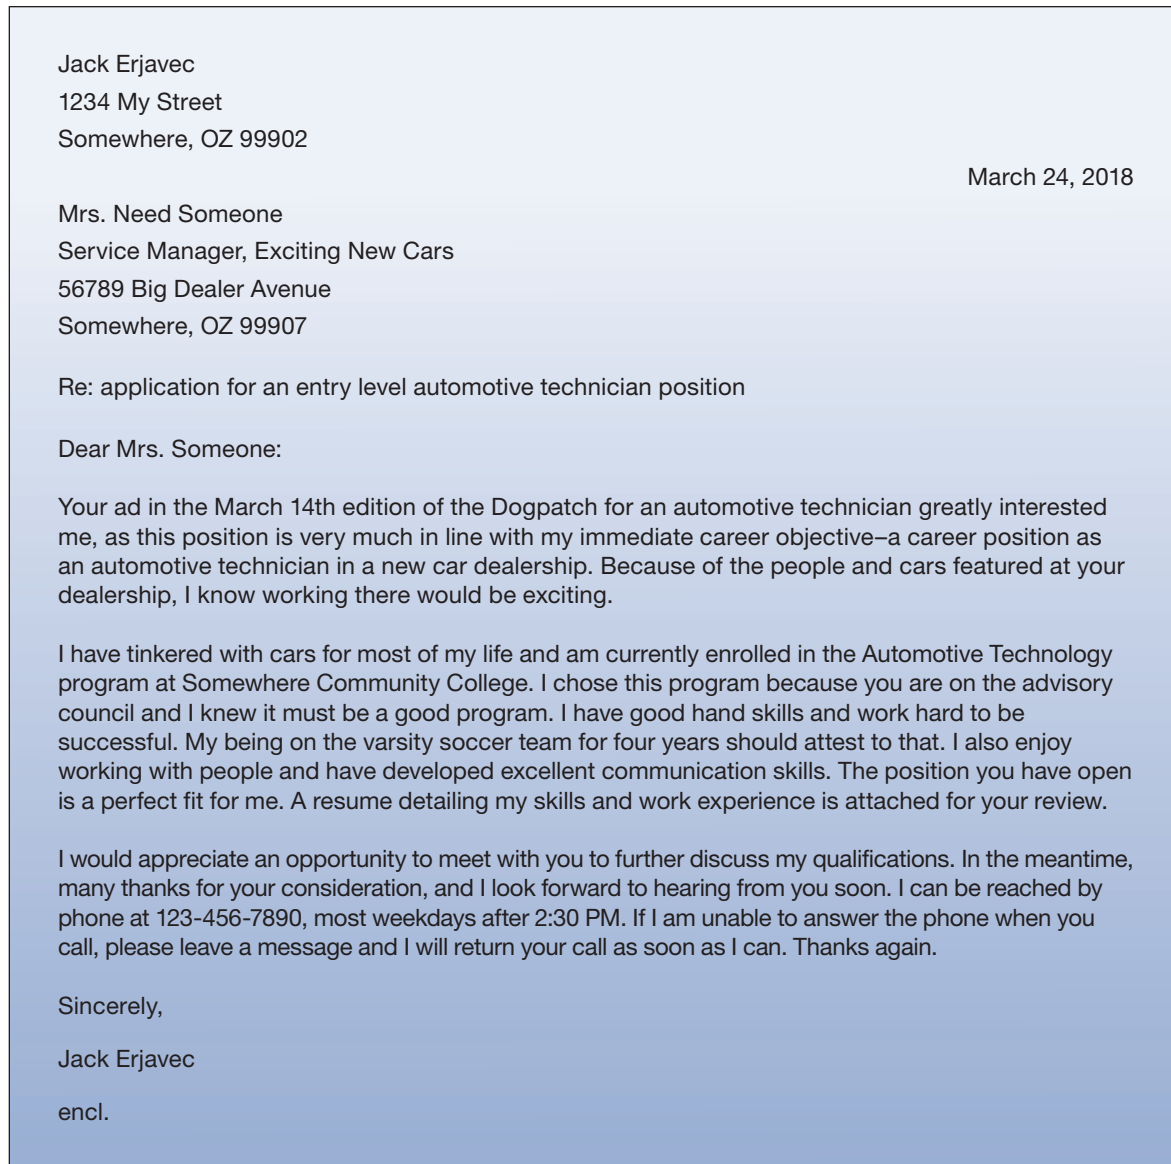 Jack Erjavec
1234 My Street
Somewhere, OZ 99902
March 24, 2018
Mrs. Need Someone
Service Manager, Exciting New Cars
56789 Big Dealer Avenue
Somewhere, OZ 99907
Re: application for an entry level automotive technician position
Dear Mrs. Someone:
Your ad in the March 14th edition of the Dogpatch for an automotive technician greatly interested
me, as this position is very much in line with my immediate career objective–a career position as
an automotive technician in a new car dealership. Because of the people and cars featured at your
dealership, I know working there would be exciting.
I have tinkered with cars for most of my life and am currently enrolled in the Automotive Technology
program at Somewhere Community College. I chose this program because you are on the advisory
council and I knew it must be a good program. I have good hand skills and work hard to be
successful. My being on the varsity soccer team for four years should attest to that. I also enjoy
working with people and have developed excellent communication skills. The position you have open
is a perfect fit for me. A resume detailing my skills and work experience is attached for your review.
I would appreciate an opportunity to meet with you to further discuss my qualifications. In the meantime,
many thanks for your consideration, and I look forward to hearing from you soon. I can be reached by
phone at 123-456-7890, most weekdays after 2:30 PM. If I am unable to answer the phone when you
call, please leave a message and I will return your call as soon as I can. Thanks again.
Sincerely,
Jack Erjavec
encl.